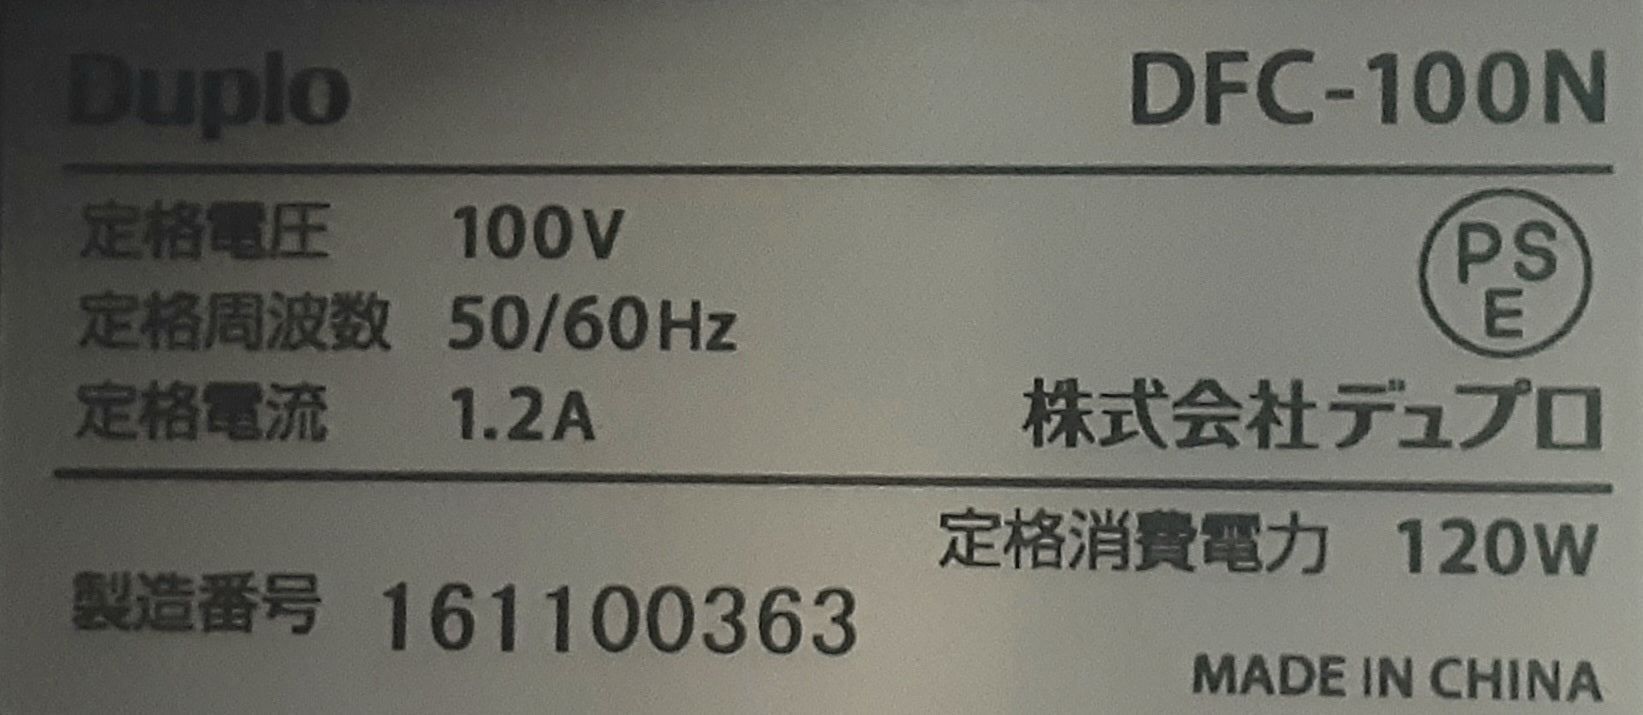 Duplo DFC-100N
定格電圧 100V
定格周波数 50/60Hz
定格電流 1.2A
PSE
株式会社デュプロ
定格消費電力 120W
製造番号 161100363
MADE IN CHINA